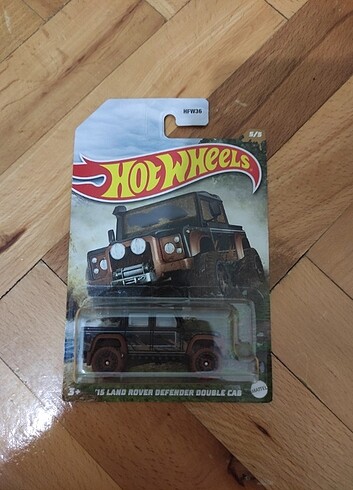 HFW36
5/5
HOT WHEELS
3+
'15 LAND ROVER DEFENDER DOUBLE CAB
MATTEL